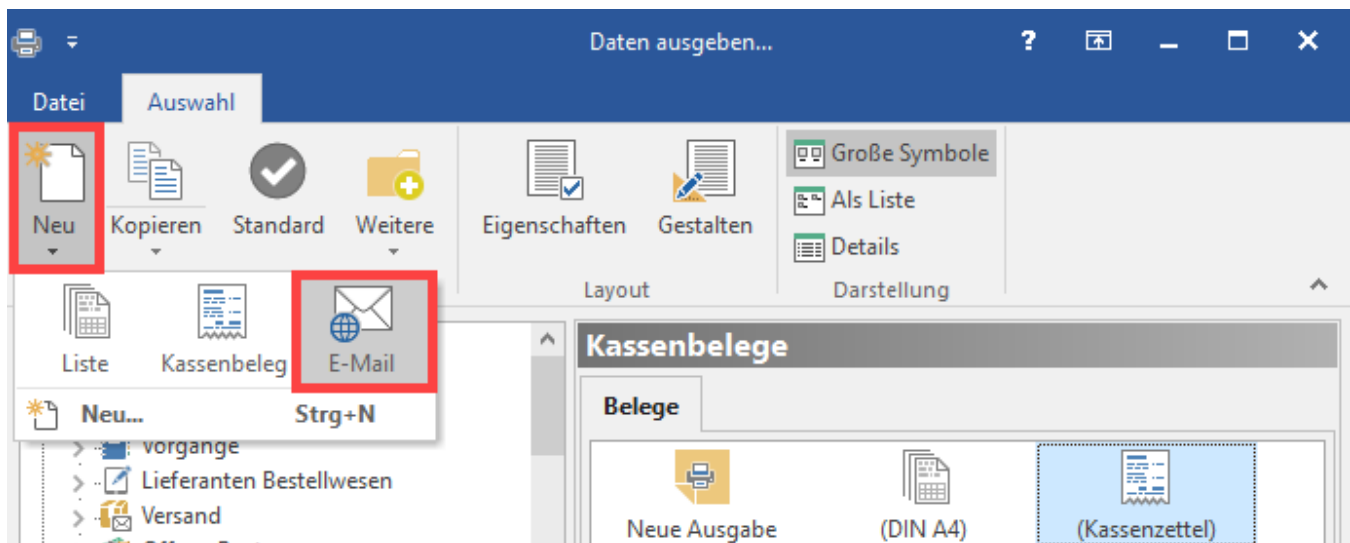 Daten ausgeben...
?
Datei
Auswahl
Neu
Kopieren
Standard
Weitere
Eigenschaften
Gestalten
Große Symbole
Als Liste
Details
Layout
Darstellung
Liste
Kassenbeleg
E-Mail
Neu... Strg+N
Vorgänge
Lieferanten Bestellwesen
Versand
Kassenbelege
Belege
Neue Ausgabe
(DIN A4)
(Kassenzettel)